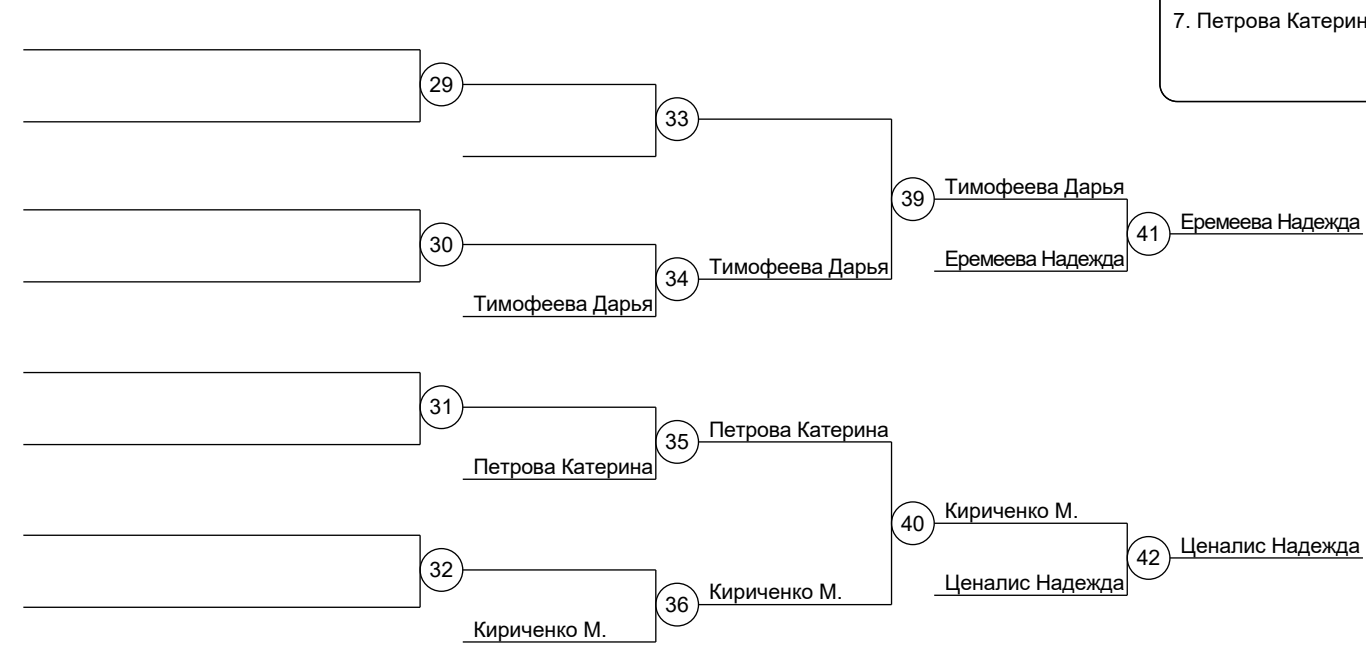 7. Петрова Катерин
29
33
39
Тимофеева Дарья
41
Еремеева Надежда
30
Еремеева Надежда
34
Тимофеева Дарья
Тимофеева Дарья
31
35
Петрова Катерина
Петрова Катерина
40
Кириченко М.
42
Ценалис Надежда
32
Ценалис Надежда
36
Кириченко М.
Кириченко М.